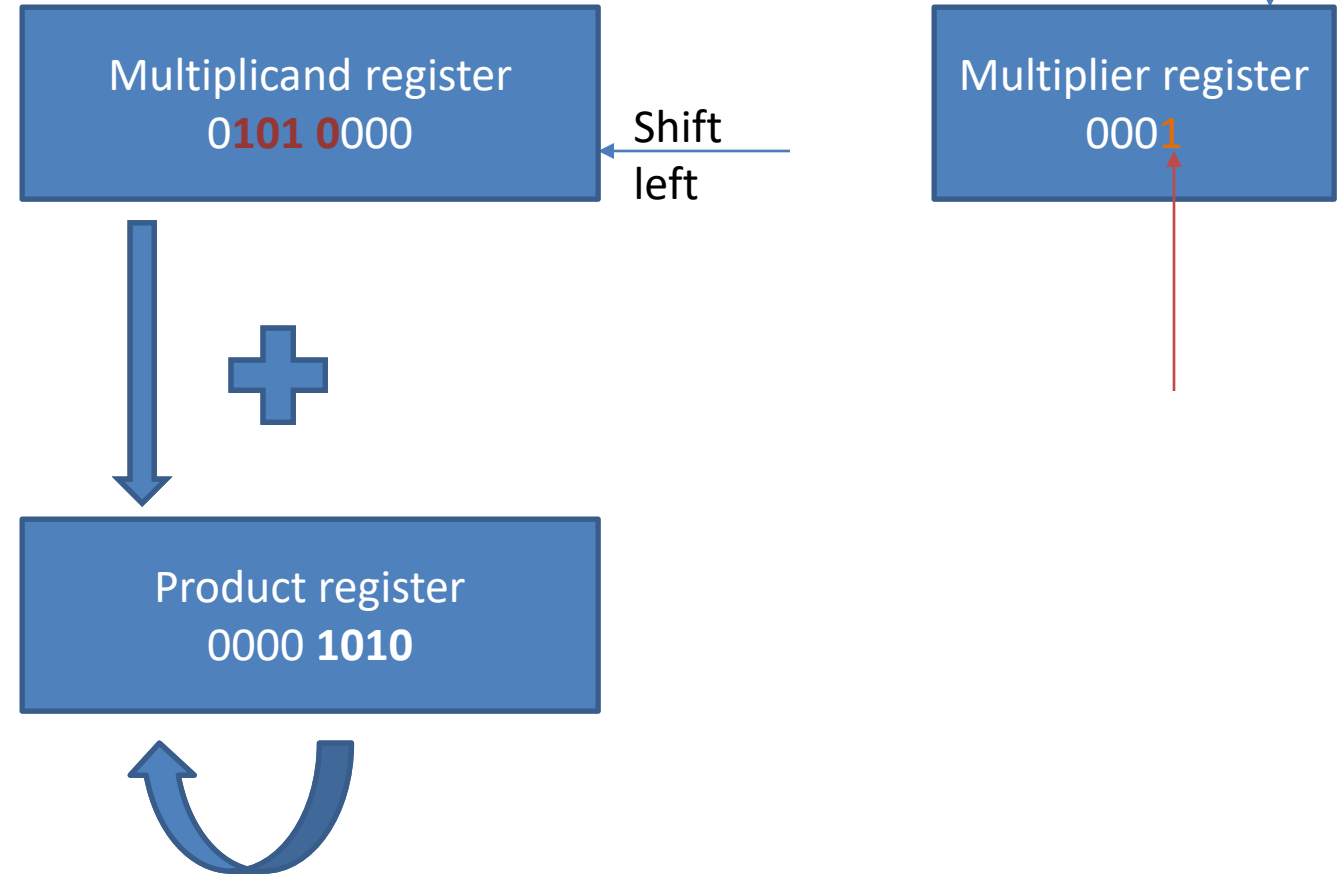 Multiplicand register
0101 0000
Shift
left
Multiplier register
0001
Product register
0000 1010